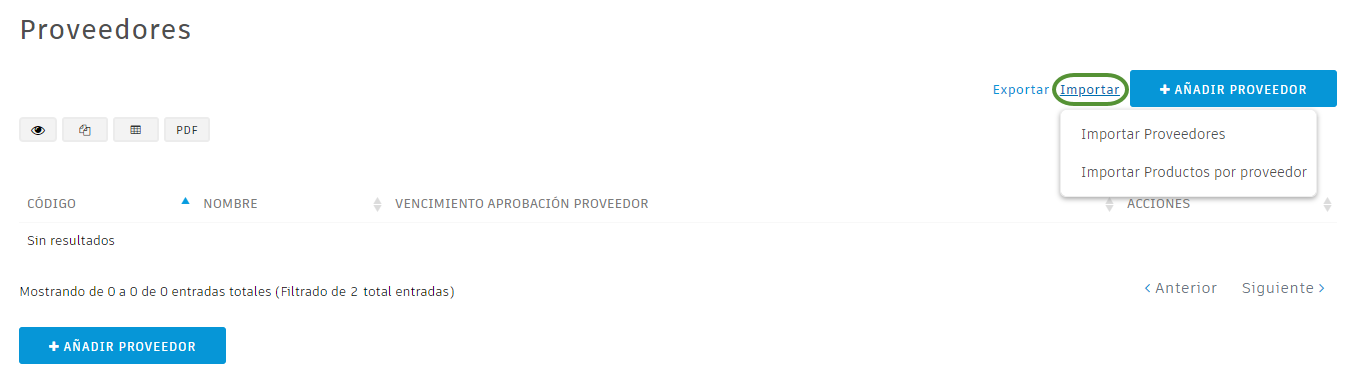 Proveedores
Exportar Importar + AÑADIR PROVEEDOR
Importar Proveedores
Importar Productos por proveedor
PDF
CÓDIGO NOMBRE VENCIMIENTO APROBACIÓN PROVEEDOR ACCIONES
Sin resultados
Mostrando de 0 a 0 de 0 entradas totales (Filtrado de 2 total entradas)
< Anterior Siguiente >
+ AÑADIR PROVEEDOR